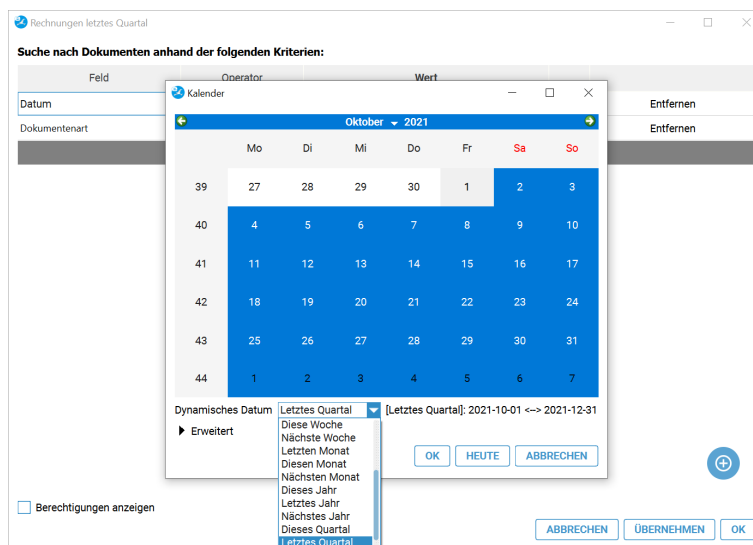 Rechnungen letztes Quartal
Suche nach Dokumenten anhand der folgenden Kriterien:
Feld Operator Wert
Datum Entfernen
Dokumentenart Entfernen
Kalender
Oktober 2021
Mo Di Mi Do Fr Sa So
39 27 28 29 30 1 2 3
40 4 5 6 7 8 9 10
41 11 12 13 14 15 16 17
42 18 19 20 21 22 23 24
43 25 26 27 28 29 30 31
44 1 2 3 4 5 6 7
Dynamisches Datum Letztes Quartal [Letztes Quartal]: 2021-10-01 <--> 2021-12-31
Erweitert
Diese Woche
Nächste Woche
Letzten Monat
Diesen Monat
Nächsten Monat
Dieses Jahr
Letztes Jahr
Nächstes Jahr
Dieses Quartal
Letztes Quartal
OK HEUTE ABBRECHEN
Berechtigungen anzeigen
ABBRECHEN ÜBERNEHMEN OK